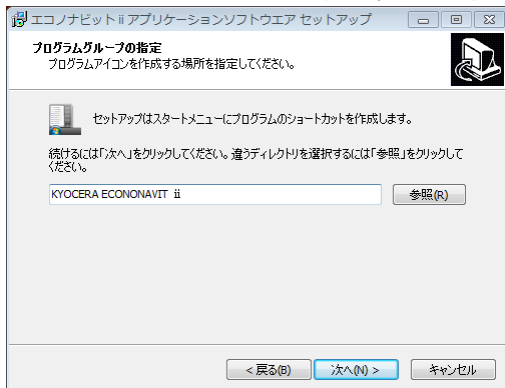 エコノナビット ii アプリケーションソフトウエア セットアップ
プログラムグループの指定
プログラムアイコンを作成する場所を指定してください。
セットアップはスタートメニューにプログラムのショートカットを作成します。
続けるには「次へ」をクリックしてください。違うディレクトリを選択するには「参照」をクリックして
ください。
KYOCERA ECONONAVIT ii
参照(R)
< 戻る(B)
次へ(N) >
キャンセル